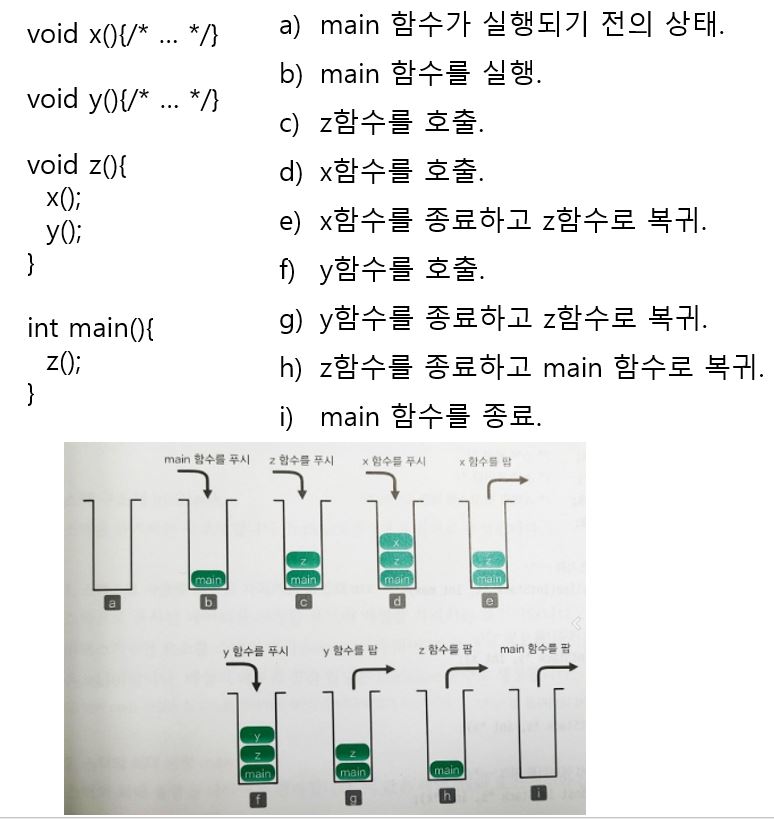 void x(){/* ... */}
void y(){/* ... */}
void z(){
x();
y();
}
int main(){
z();
}
a) main 함수가 실행되기 전의 상태.
b) main 함수를 실행.
c) z함수를 호출.
d) x함수를 호출.
e) x함수를 종료하고 z함수로 복귀.
f) y함수를 호출.
g) y함수를 종료하고 z함수로 복귀.
h) z함수를 종료하고 main 함수로 복귀.
i) main 함수를 종료.
main 함수를 푸시
z 함수를 푸시
x 함수를 푸시
x 함수를 팝
main
z
main
x
z
main
z
main
a
b
c
d
e
y 함수를 푸시
y 함수를 팝
z 함수를 팝
main 함수를 팝
y
z
main
z
main
main
f
g
h
i